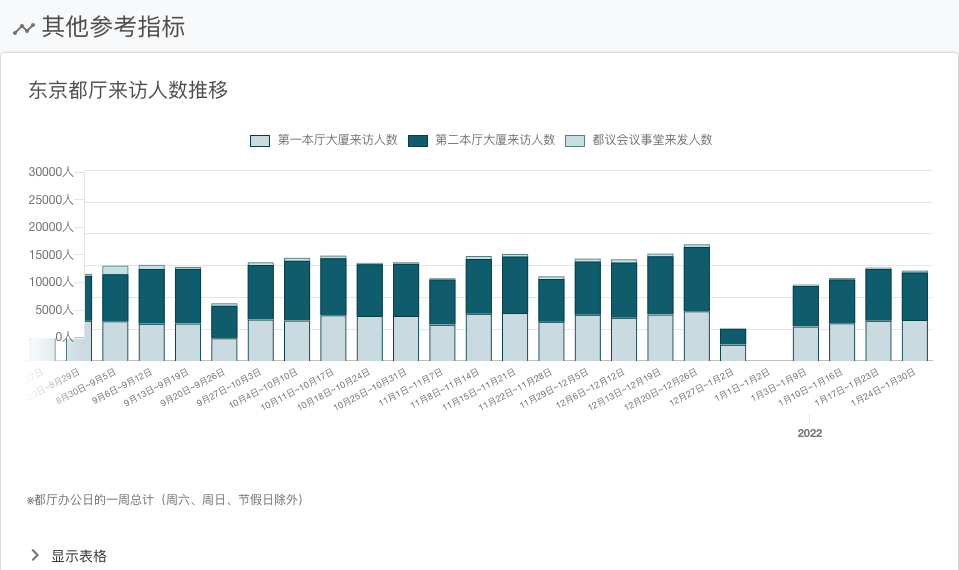 其他参考指标
东京都厅来访人数推移
第一本厅大厦来访人数 第二本厅大厦来访人数 都议会议事堂来发人数
30000人
25000人
20000人
15000人
10000人
5000人
0人
8月30日~9月5日
9月6日~9月12日
9月13日~9月19日
9月20日~9月26日
9月27日~10月3日
10月4日~10月10日
10月11日~10月17日
10月18日~10月24日
10月25日~10月31日
11月1日~11月7日
11月8日~11月14日
11月15日~11月21日
11月22日~11月28日
11月29日~12月5日
12月6日~12月12日
12月13日~12月19日
12月20日~12月26日
12月27日~1月2日
1月1日~1月2日
1月3日~1月9日
1月10日~1月16日
1月17日~1月23日
1月24日~1月30日
2022
※都厅办公日的一周总计（周六、周日、节假日除外）
显示表格